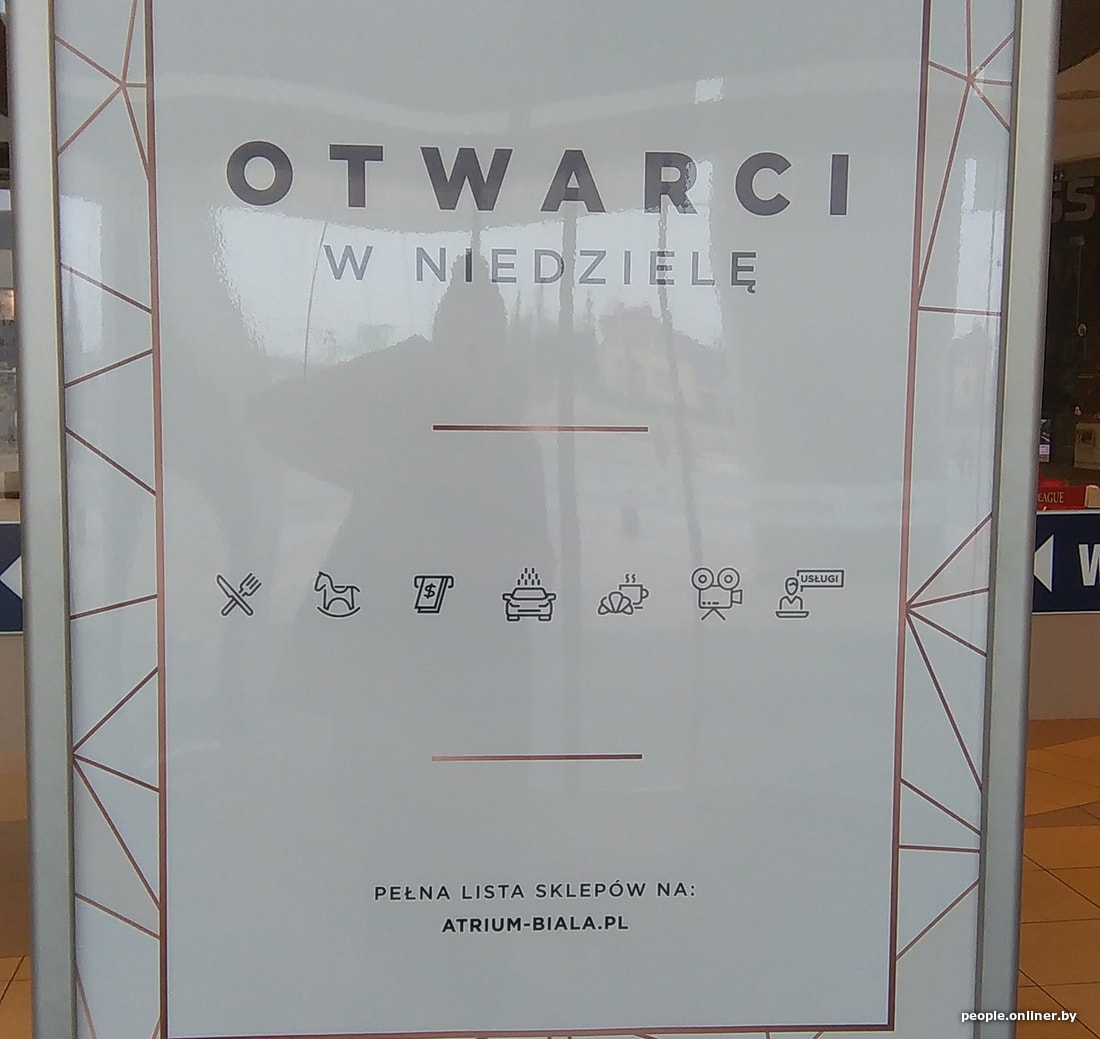 OTWARCI
W NIEDZIELĘ
$
USŁUGI
PEŁNA LISTA SKLEPÓW NA:
ATRIUM-BIALA.PL
people.onliner.by